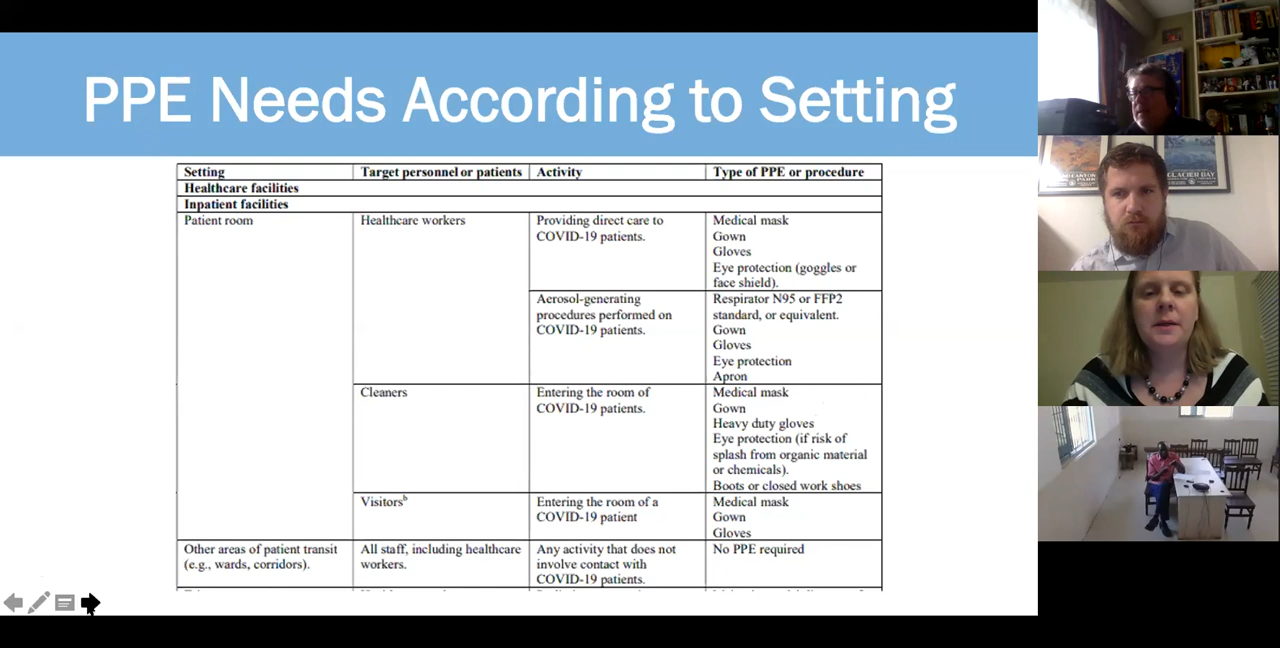 PPE Needs According to Setting
Setting Target personnel or patients Activity Type of PPE or procedure
Healthcare facilities
Inpatient facilities
Patient room Healthcare workers Providing direct care to Medical mask
COVID-19 patients. Gown
Gloves
Eye protection (goggles or
face shield).
Aerosol-generating Respirator N95 or FFP2
procedures performed on standard, or equivalent.
COVID-19 patients. Gown
Gloves
Eye protection
Apron
Cleaners Entering the room of Medical mask
COVID-19 patients. Gown
Heavy duty gloves
Eye protection (if risk of
splash from organic material
or chemicals).
Boots or closed work shoes
Visitorsb Entering the room of a Medical mask
COVID-19 patient Gown
Gloves
Other areas of patient transit All staff, including healthcare Any activity that does not No PPE required
(e.g., wards, corridors). workers. involve contact with
COVID-19 patients.
GLACIER BAY